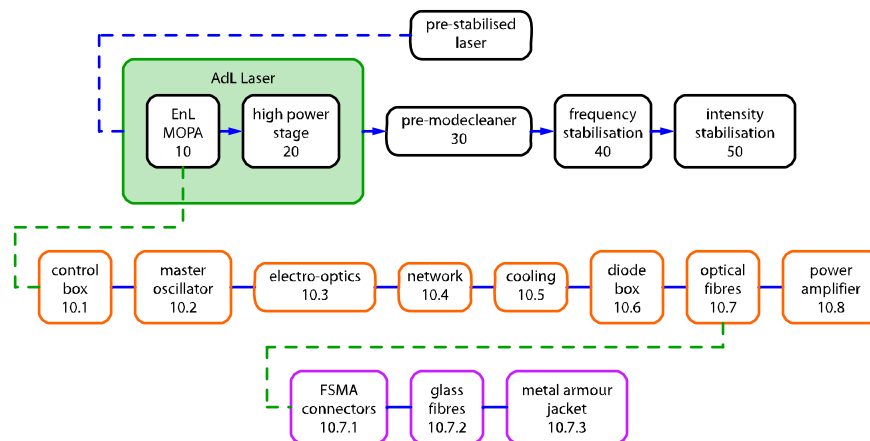 pre-stabilised
laser
AdL Laser
EnL
MOPA
10
high power
stage
20
pre-modecleaner
30
frequency
stabilisation
40
intensity
stabilisation
50
control
box
10.1
master
oscillator
10.2
electro-optics
10.3
network
10.4
cooling
10.5
diode
box
10.6
optical
fibres
10.7
power
amplifier
10.8
FSMA
connectors
10.7.1
glass
fibres
10.7.2
metal armour
jacket
10.7.3